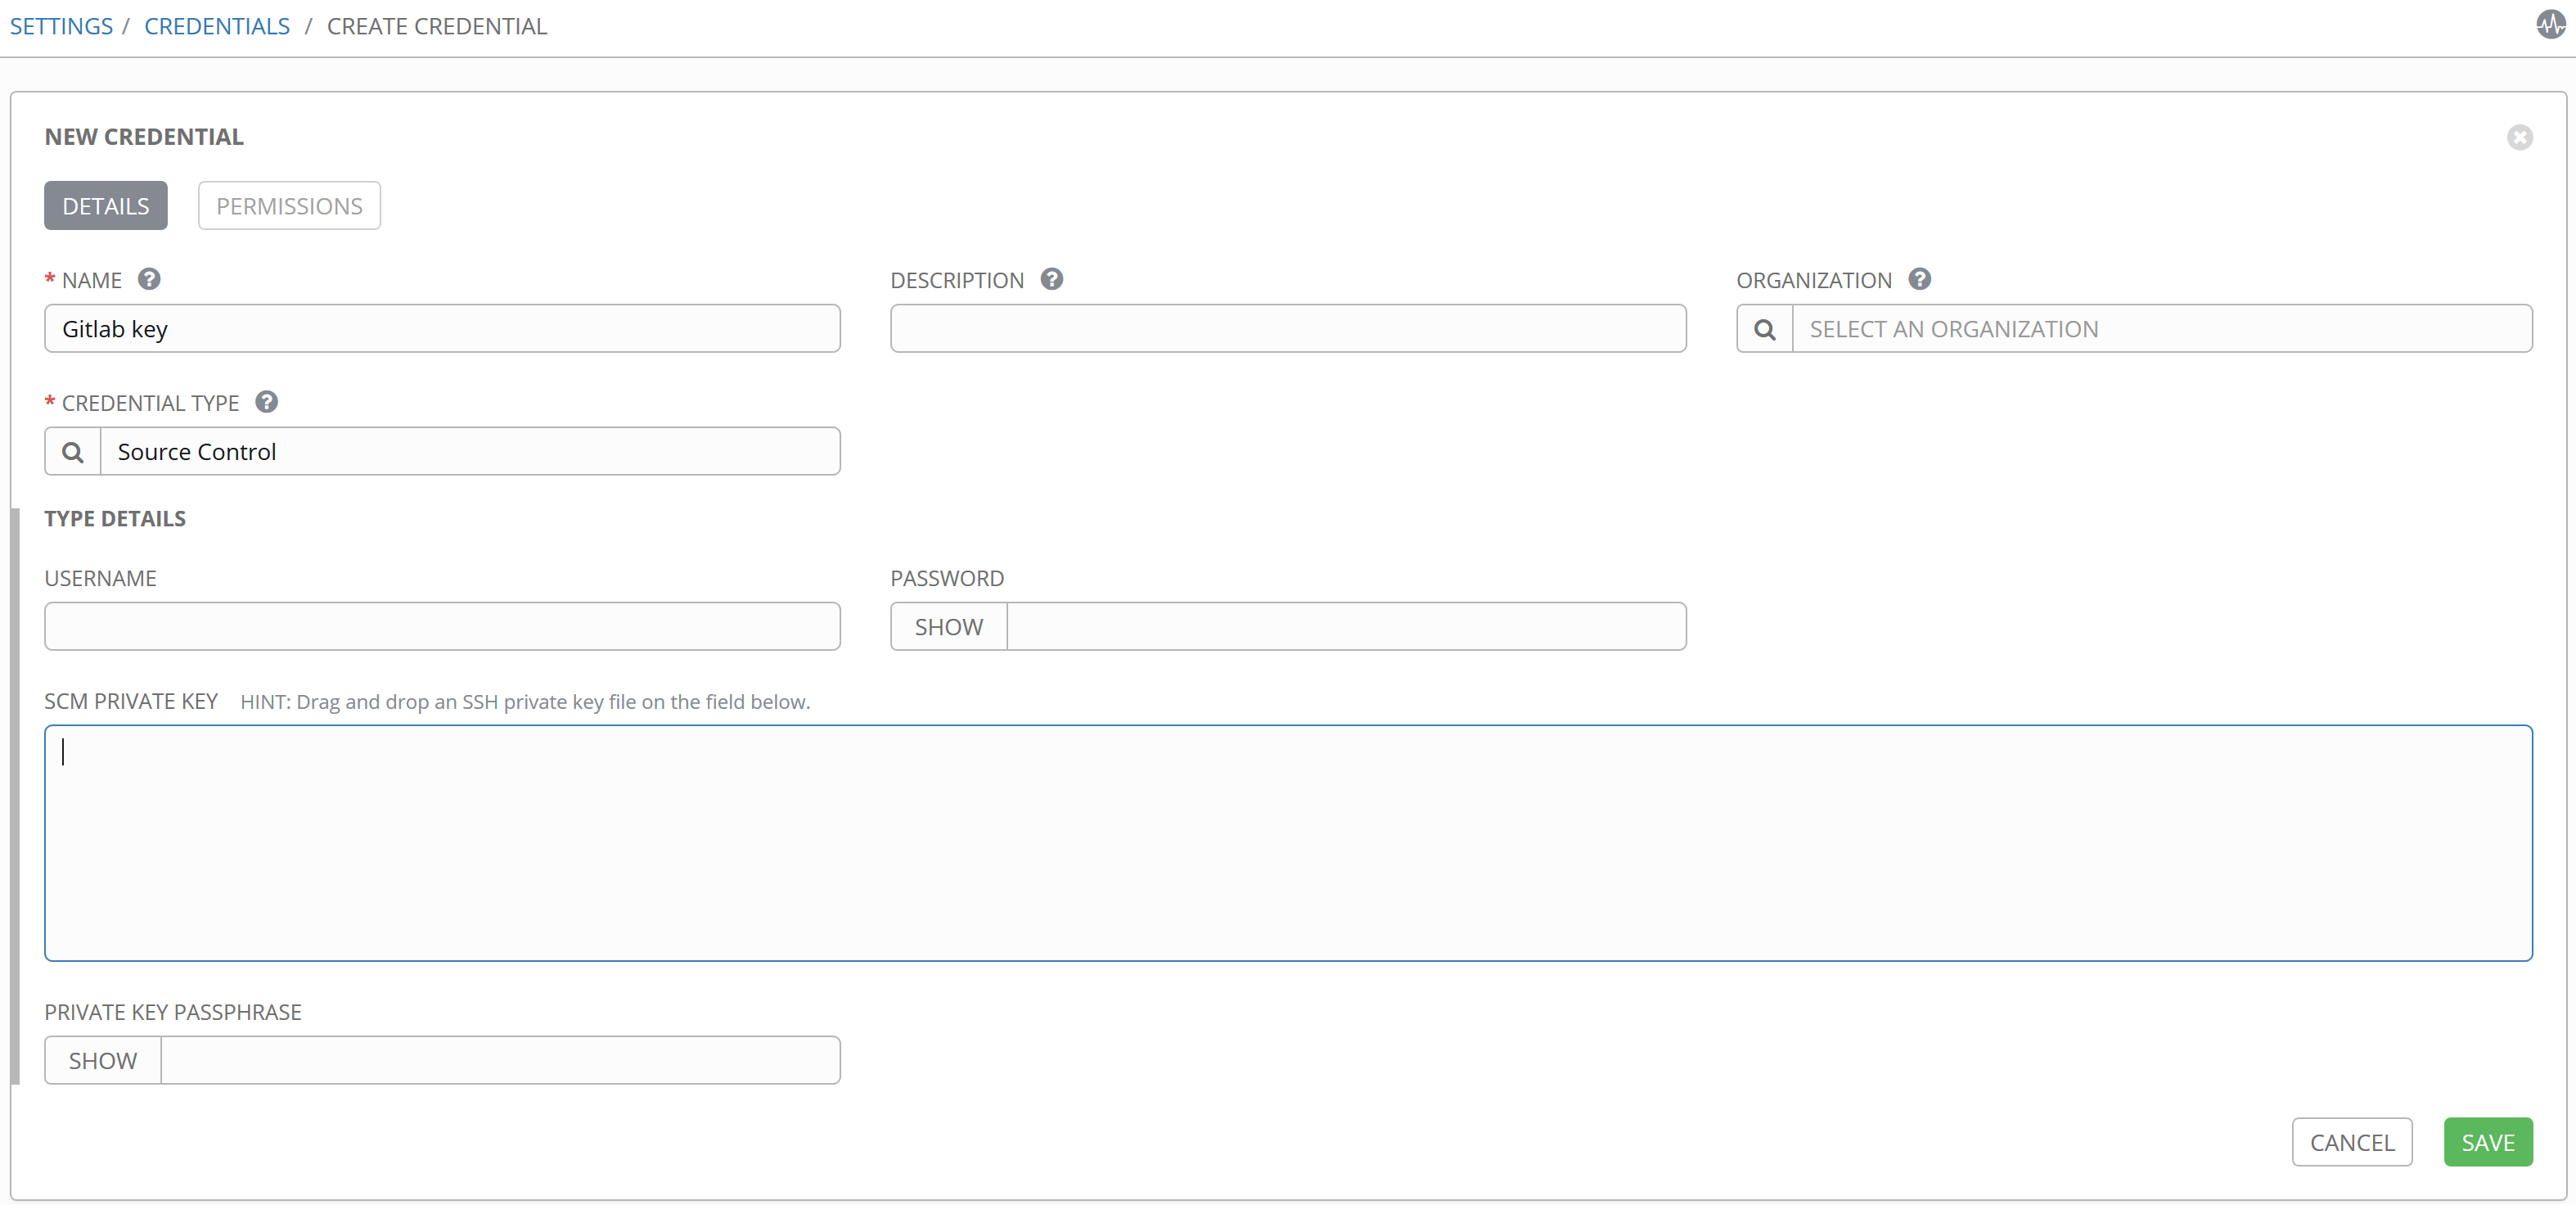 SETTINGS / CREDENTIALS / CREATE CREDENTIAL
NEW CREDENTIAL
DETAILS PERMISSIONS
* NAME ? DESCRIPTION ? ORGANIZATION ?
Gitlab key SELECT AN ORGANIZATION
* CREDENTIAL TYPE ?
Source Control
TYPE DETAILS
USERNAME PASSWORD
SHOW
SCM PRIVATE KEY HINT: Drag and drop an SSH private key file on the field below.
PRIVATE KEY PASSPHRASE
SHOW
CANCEL SAVE